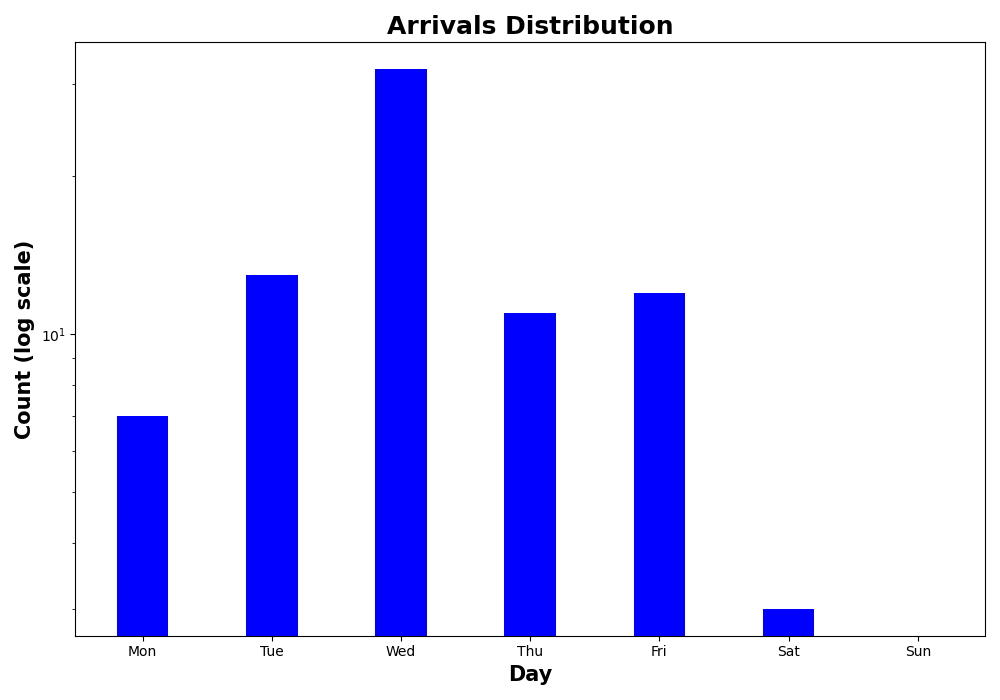 Arrivals Distribution
Count (log scale)
10¹
Mon Tue Wed Thu Fri Sat Sun
Day